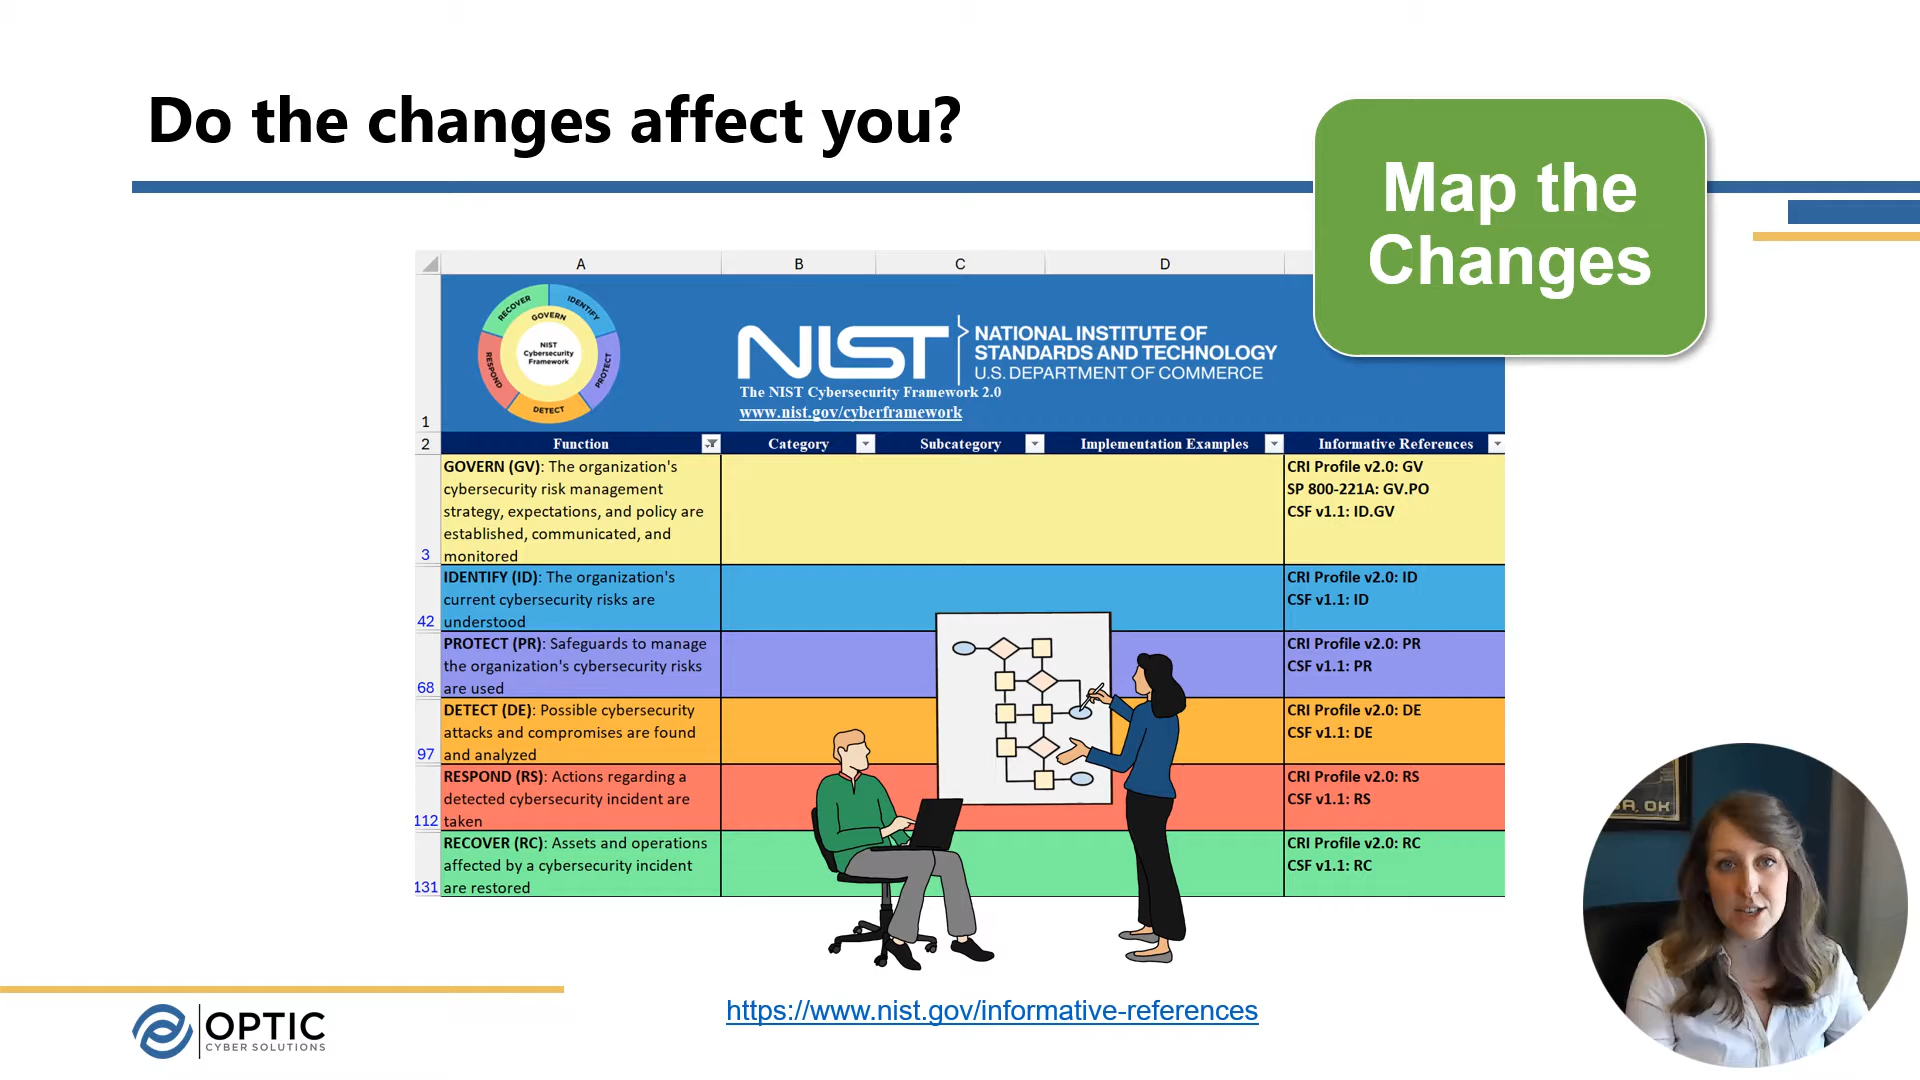 Do the changes affect you?
Map the
Changes
A
B
C
D
1
RECOVER
IDENTIFY
GOVERN
NIST
Cybersecurity
Framework
RESPOND
PROTECT
DETECT
NIST
NATIONAL INSTITUTE OF
STANDARDS AND TECHNOLOGY
U.S. DEPARTMENT OF COMMERCE
The NIST Cybersecurity Framework 2.0
www.nist.gov/cyberframework
2
Function
Category
Subcategory
Implementation Examples
Informative References
3
GOVERN (GV): The organization's
cybersecurity risk management
strategy, expectations, and policy are
established, communicated, and
monitored
CRI Profile v2.0: GV
SP 800-221A: GV.PO
CSF v1.1: ID.GV
42
IDENTIFY (ID): The organization's
current cybersecurity risks are
understood
CRI Profile v2.0: ID
CSF v1.1: ID
68
PROTECT (PR): Safeguards to manage
the organization's cybersecurity risks
are used
CRI Profile v2.0: PR
CSF v1.1: PR
97
DETECT (DE): Possible cybersecurity
attacks and compromises are found
and analyzed
CRI Profile v2.0: DE
CSF v1.1: DE
112
RESPOND (RS): Actions regarding a
detected cybersecurity incident are
taken
CRI Profile v2.0: RS
CSF v1.1: RS
131
RECOVER (RC): Assets and operations
affected by a cybersecurity incident
are restored
CRI Profile v2.0: RC
CSF v1.1: RC
OK
https://www.nist.gov/informative-references
OPTIC
CYBER SOLUTIONS